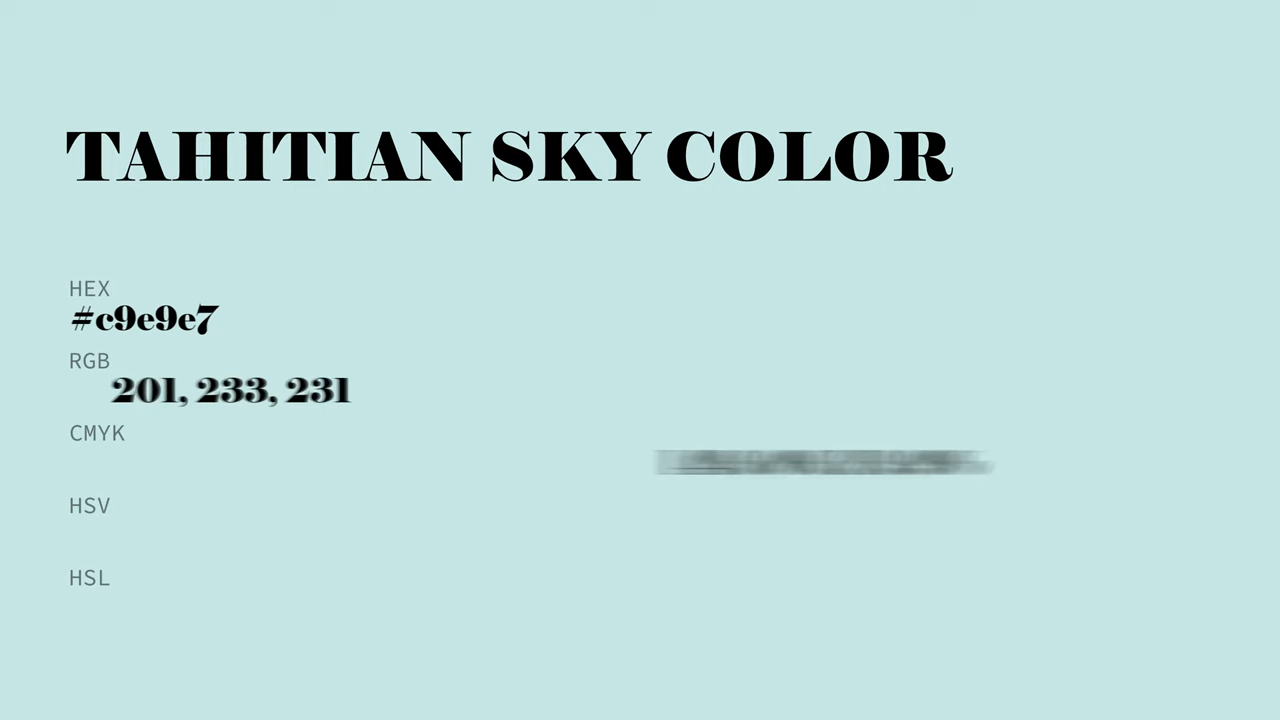 TAHITIAN SKY COLOR
HEX
#c9e9e7
RGB
201, 233, 231
CMYK
HSV
HSL